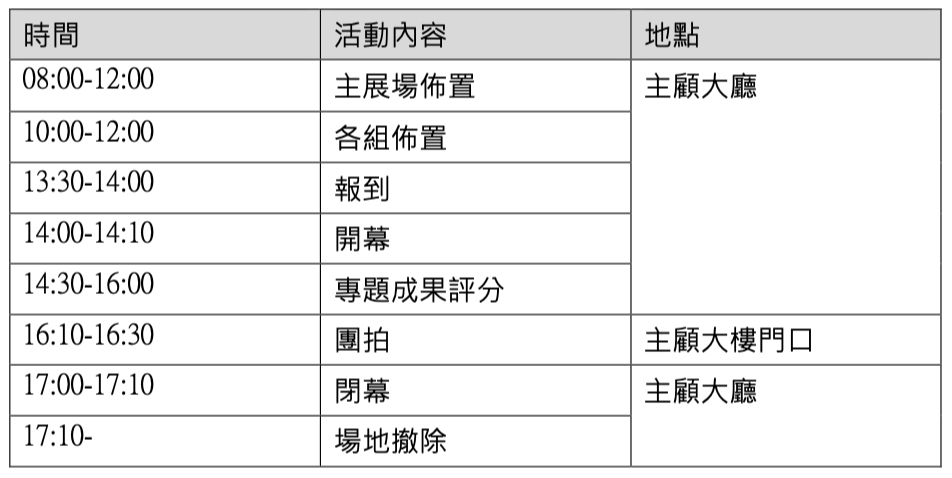 時間 活動內容 地點
08:00-12:00 主展場佈置 主顧大廳
10:00-12:00 各組佈置
13:30-14:00 報到
14:00-14:10 開幕
14:30-16:00 專題成果評分
16:10-16:30 團拍 主顧大樓門口
17:00-17:10 閉幕 主顧大廳
17:10- 場地撤除